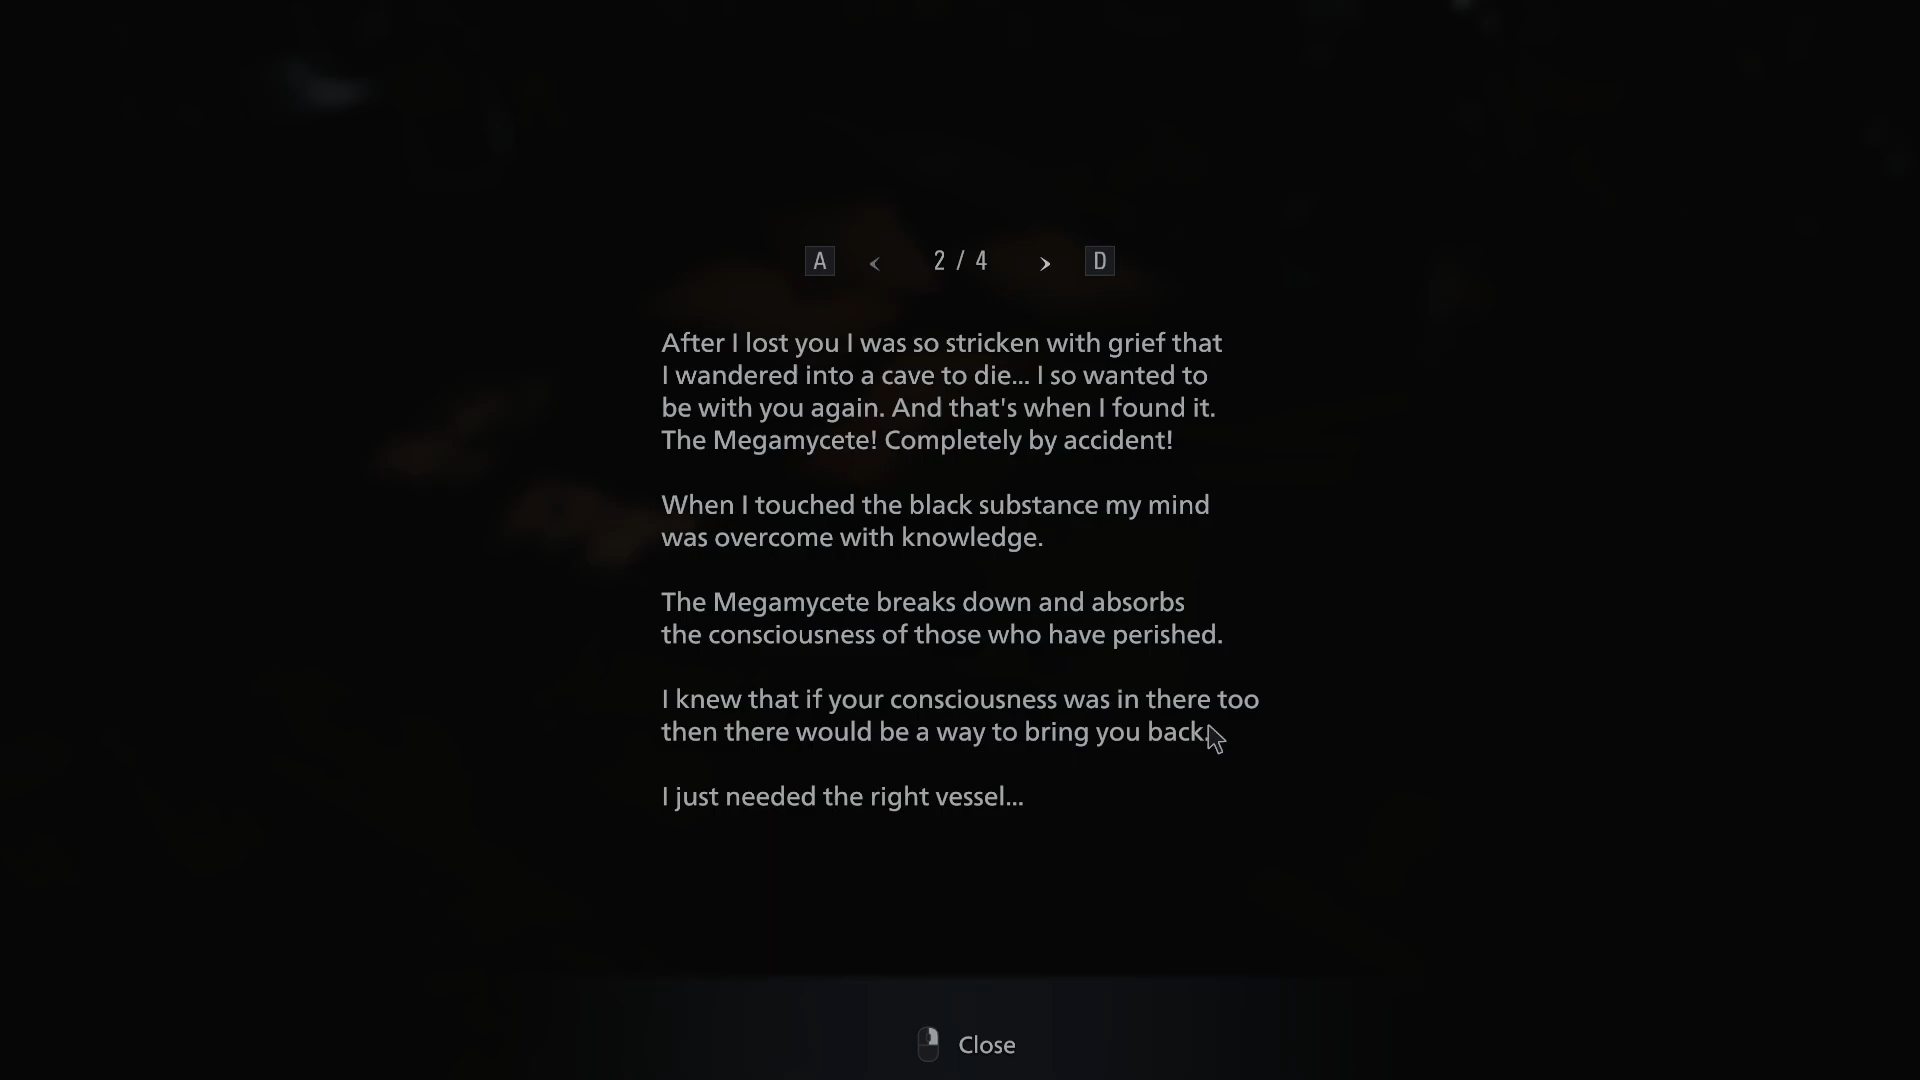 A < 2 / 4 > D
After I lost you I was so stricken with grief that
I wandered into a cave to die... I so wanted to
be with you again. And that's when I found it.
The Megamycete! Completely by accident!
When I touched the black substance my mind
was overcome with knowledge.
The Megamycete breaks down and absorbs
the consciousness of those who have perished.
I knew that if your consciousness was in there too
then there would be a way to bring you back.
I just needed the right vessel...
Close